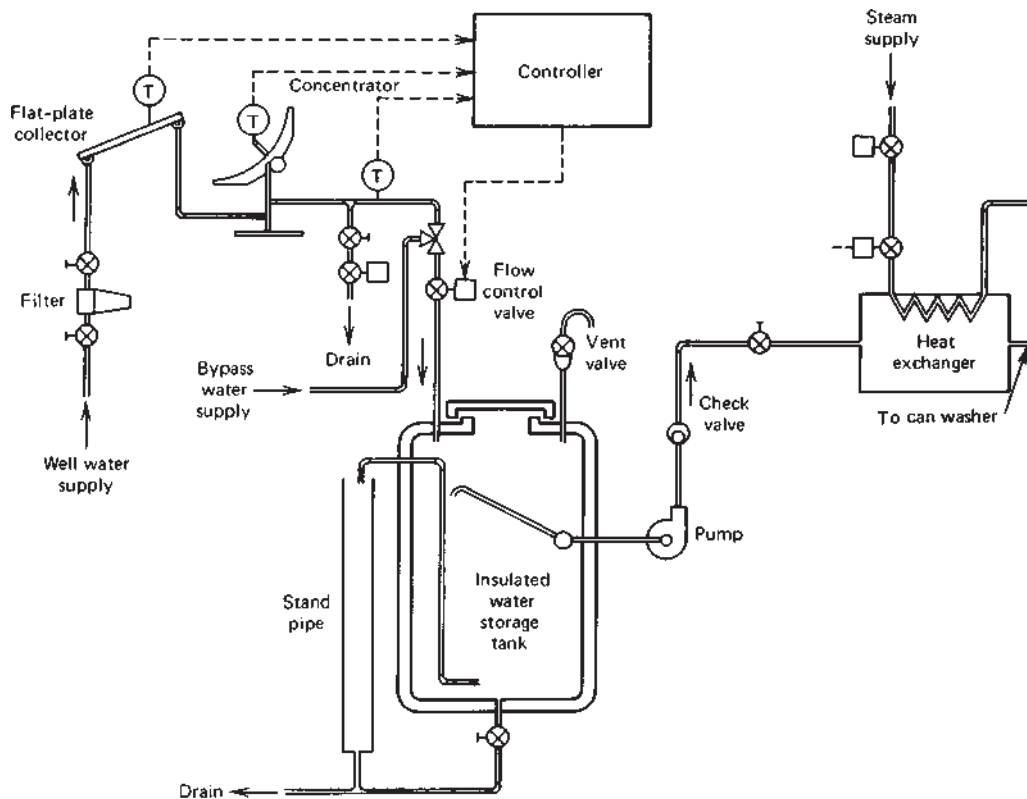 Steam
supply
Controller
T
Concentrator
T
Flat-plate
collector
T
Filter
Flow
control
valve
Drain
Vent
valve
Bypass
water
supply
Heat
exchanger
Check
valve
To can washer
Well water
supply
Pump
Insulated
water
storage
tank
Stand
pipe
Drain